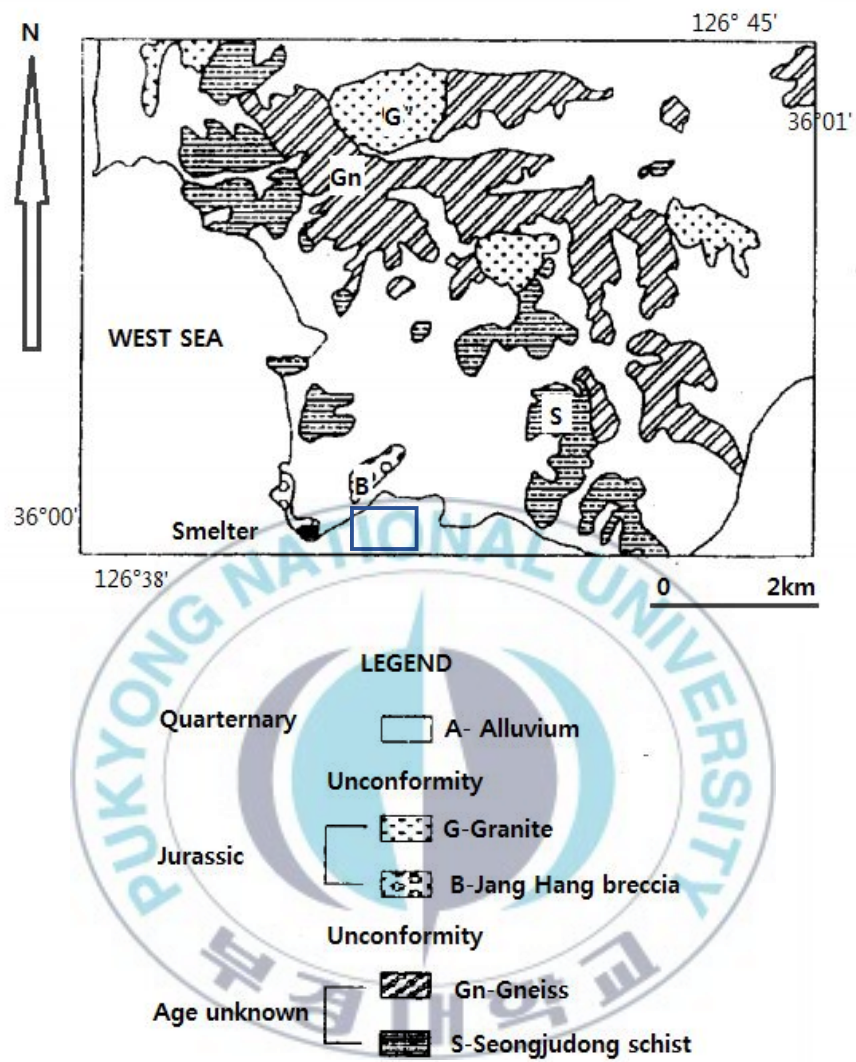 126° 45'
N
G"
36°01'
Gn
WEST SEA
S
B
36°00'
Smelter
126°38'
0 2km
PUKYONG NATIONAL UNIVERSITY
LEGEND
Quarternary
A- Alluvium
Unconformity
G-Granite
Jurassic
B-Jang Hang breccia
Unconformity
Gn-Gneiss
Age unknown
S-Seongjudong schist
부경대학교